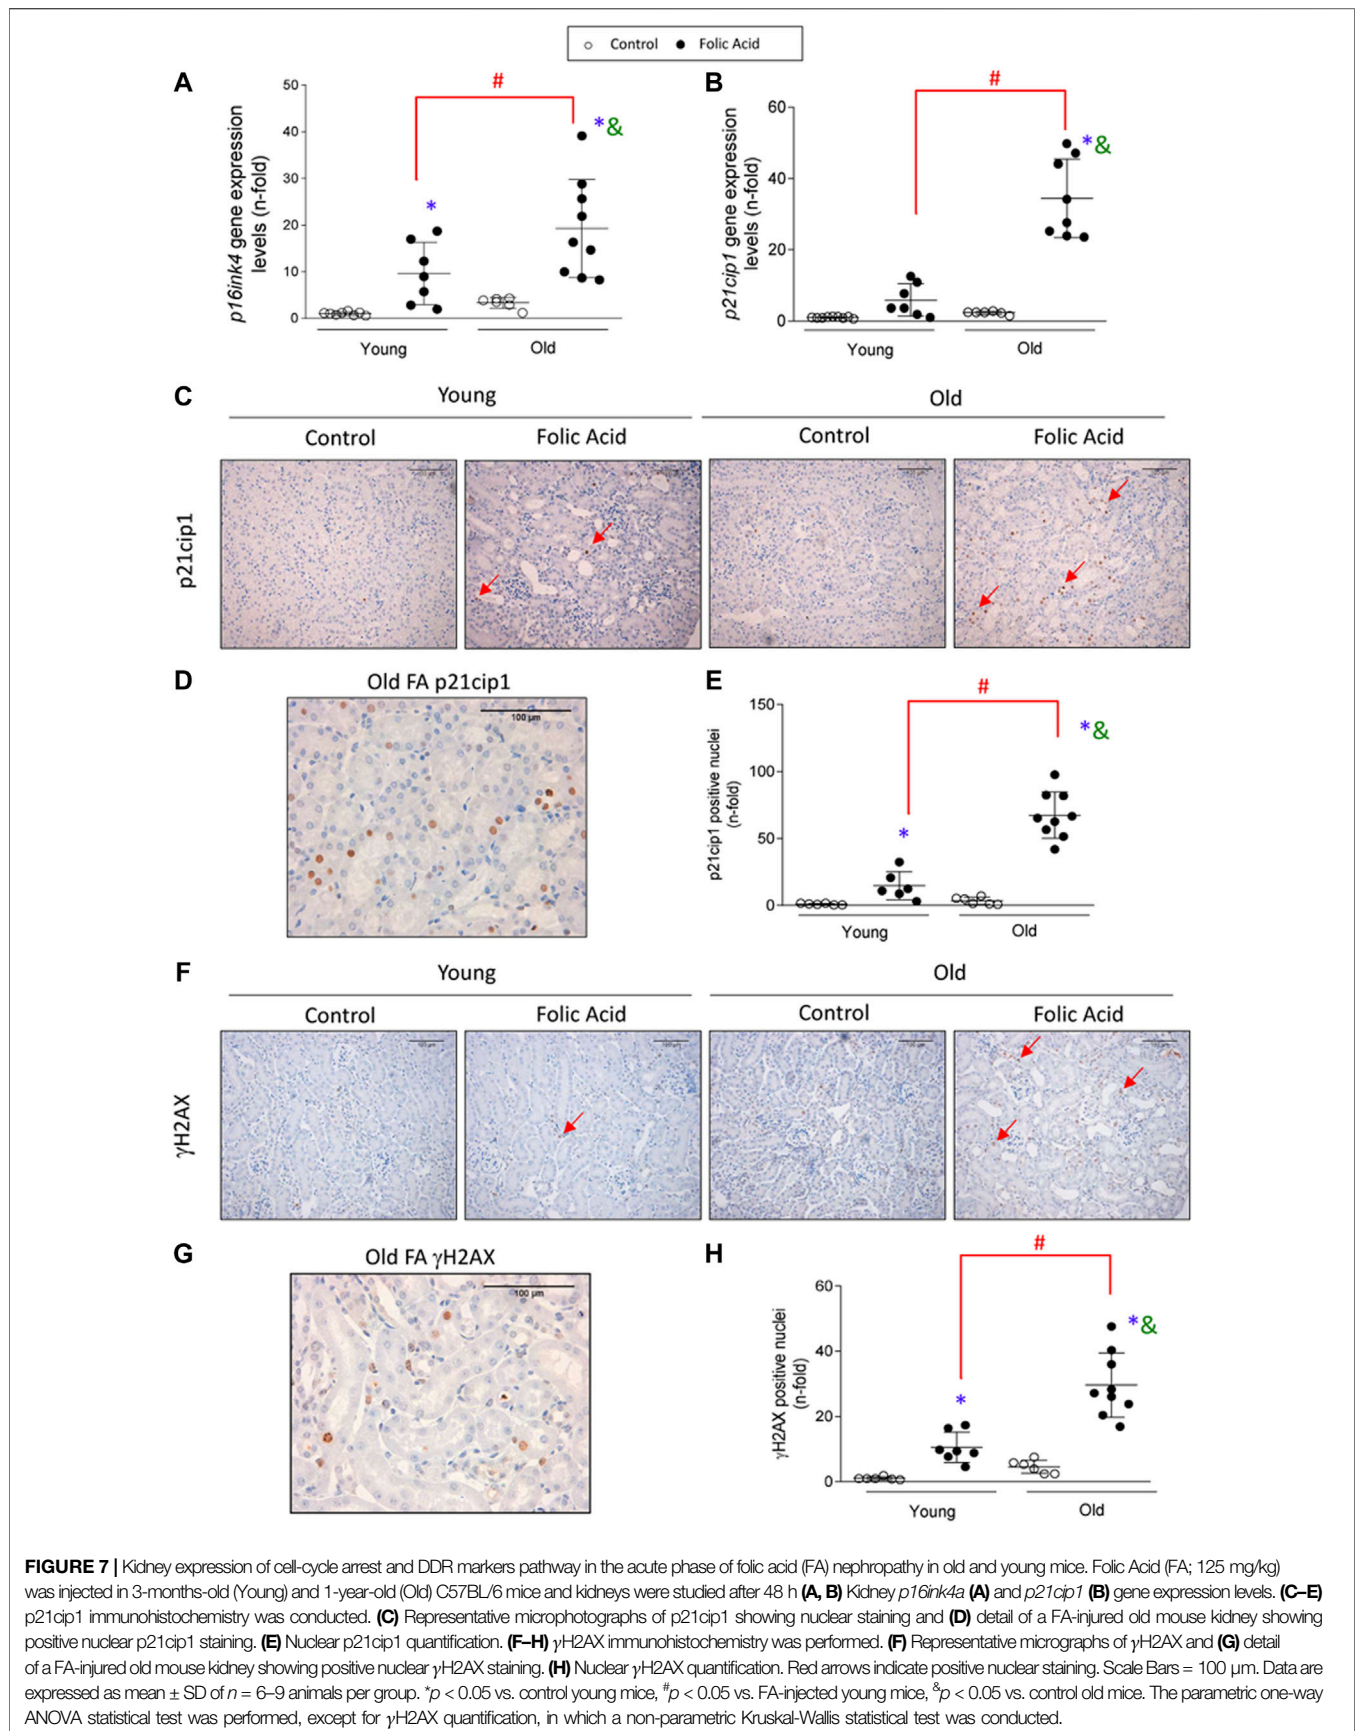 Control Folic Acid
A
B
#
#
*&
*&
*
p16ink4 gene expression
levels (n-fold)
50
40
30
20
10
0
Young Old
p21cip1 gene expression
levels (n-fold)
60
40
20
0
Young Old
C
Young Old
Control Folic Acid Control Folic Acid
p21cip1
D
Old FA p21cip1
100 µm
E
#
*&
*
p21cip1 positive nuclei
(n-fold)
150
100
50
0
Young Old
F
Young Old
Control Folic Acid Control Folic Acid
γH2AX
G
Old FA γH2AX
100 µm
H
#
*&
*
γH2AX positive nuclei
(n-fold)
60
40
20
0
Young Old
FIGURE 7 | Kidney expression of cell-cycle arrest and DDR markers pathway in the acute phase of folic acid (FA) nephropathy in old and young mice. Folic Acid (FA; 125 mg/kg)
was injected in 3-months-old (Young) and 1-year-old (Old) C57BL/6 mice and kidneys were studied after 48 h (A, B) Kidney p16ink4a (A) and p21cip1 (B) gene expression levels. (C–E)
p21cip1 immunohistochemistry was conducted. (C) Representative microphotographs of p21cip1 showing nuclear staining and (D) detail of a FA-injured old mouse kidney showing
positive nuclear p21cip1 staining. (E) Nuclear p21cip1 quantification. (F–H) γH2AX immunohistochemistry was performed. (F) Representative micrographs of γH2AX and (G) detail
of a FA-injured old mouse kidney showing positive nuclear γH2AX staining. (H) Nuclear γH2AX quantification. Red arrows indicate positive nuclear staining. Scale Bars = 100 µm. Data are
expressed as mean ± SD of n = 6–9 animals per group. *p < 0.05 vs. control young mice, #p < 0.05 vs. FA-injected young mice, &p < 0.05 vs. control old mice. The parametric one-way
ANOVA statistical test was performed, except for γH2AX quantification, in which a non-parametric Kruskal-Wallis statistical test was conducted.